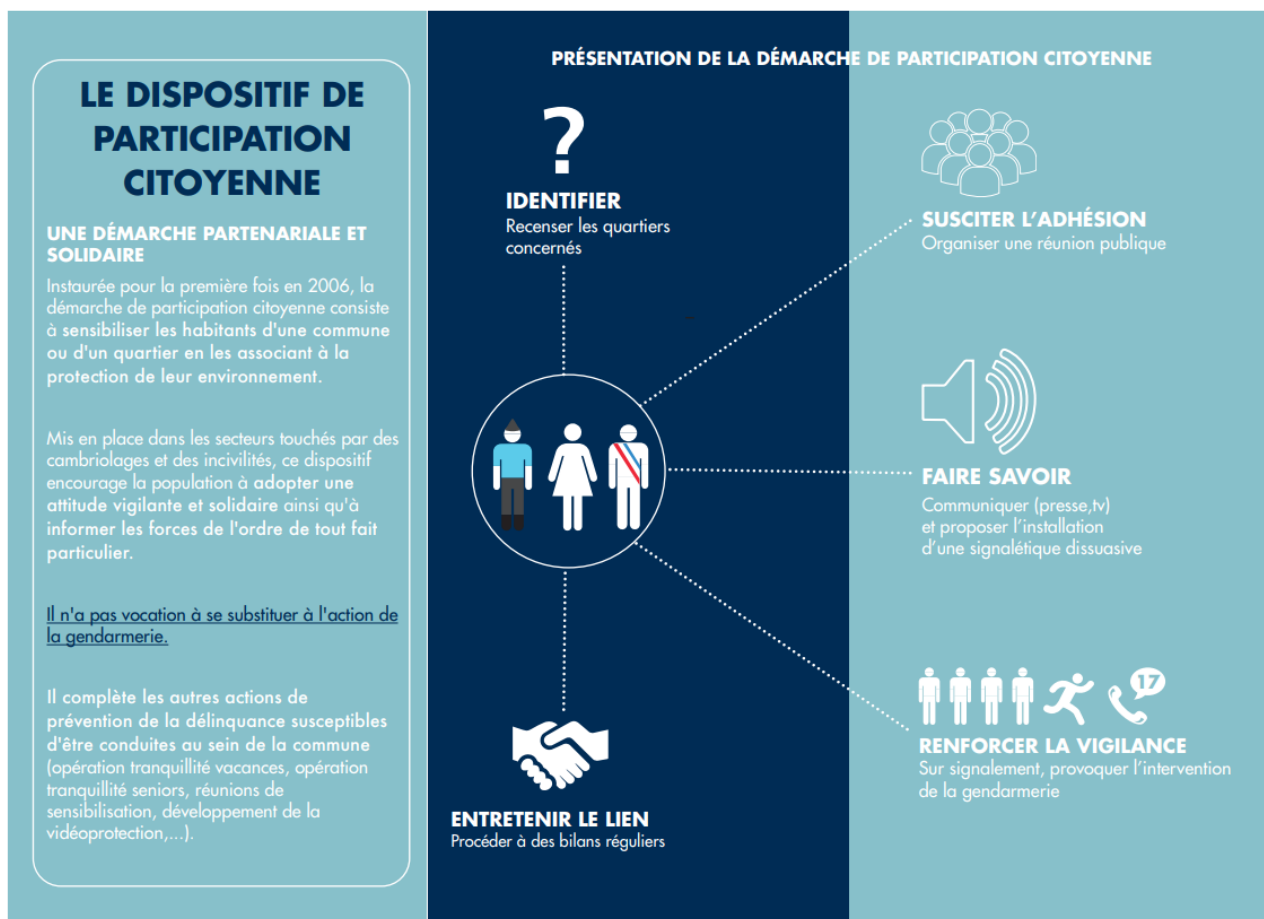 LE DISPOSITIF DE
PARTICIPATION
CITOYENNE
UNE DÉMARCHE PARTENARIALE ET
SOLIDAIRE
Instaurée pour la première fois en 2006, la
démarche de participation citoyenne consiste
à sensibiliser les habitants d'une commune
ou d'un quartier en les associant à la
protection de leur environnement.
Mis en place dans les secteurs touchés par des
cambriolages et des incivilités, ce dispositif
encourage la population à adopter une
attitude vigilante et solidaire ainsi qu'à
informer les forces de l'ordre de tout fait
particulier.
Il n'a pas vocation à se substituer à l'action de
la gendarmerie.
Il complète les autres actions de
prévention de la délinquance susceptibles
d'être conduites au sein de la commune
(opération tranquillité vacances, opération
tranquillité seniors, réunions de
sensibilisation, développement de la
vidéoprotection,...).
PRÉSENTATION DE LA DÉMARCHE DE PARTICIPATION CITOYENNE
?
IDENTIFIER
Recenser les quartiers
concernés
SUSCITER L'ADHÉSION
Organiser une réunion publique
FAIRE SAVOIR
Communiquer (presse,tv)
et proposer l'installation
d'une signalétique dissuasive
17
RENFORCER LA VIGILANCE
Sur signalement, provoquer l'intervention
de la gendarmerie
ENTRETENIR LE LIEN
Procéder à des bilans réguliers